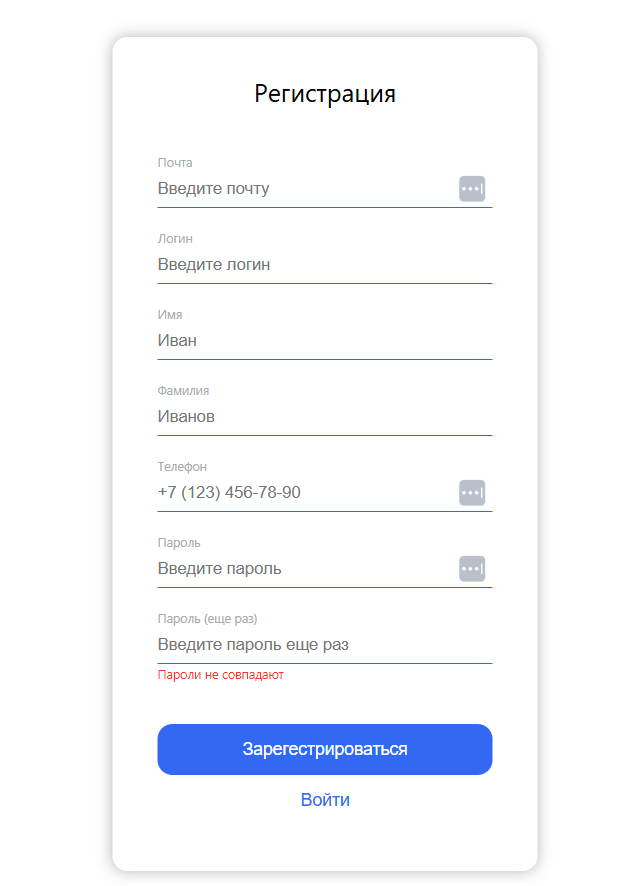 Регистрация
Почта
Введите почту
Логин
Введите логин
Имя
Иван
Фамилия
Иванов
Телефон
+7 (123) 456-78-90
Пароль
Введите пароль
Пароль (еще раз)
Введите пароль еще раз
Пароли не совпадают
Зарегестрироваться
Войти